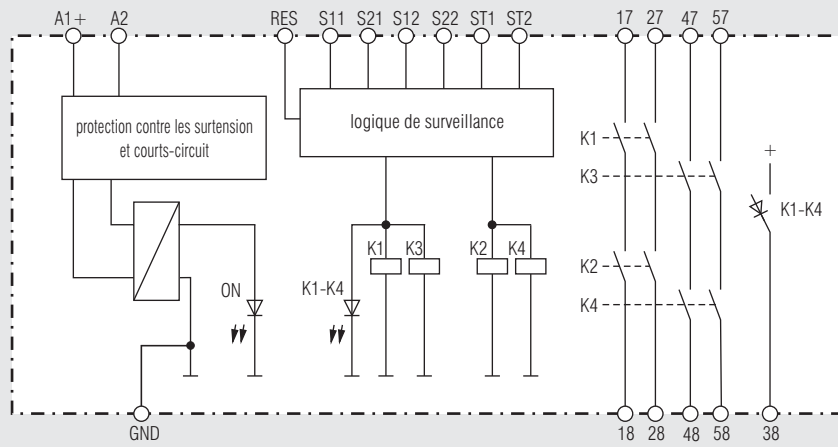 A1+ A2 RES S11 S21 S12 S22 ST1 ST2 17 27 47 57
protection contre les surtension
et courts-circuit
logique de surveillance
K1
K3
+
K1-K4
K1 K3 K2 K4
K2
ON K1-K4
K4
GND 18 28 48 58 38